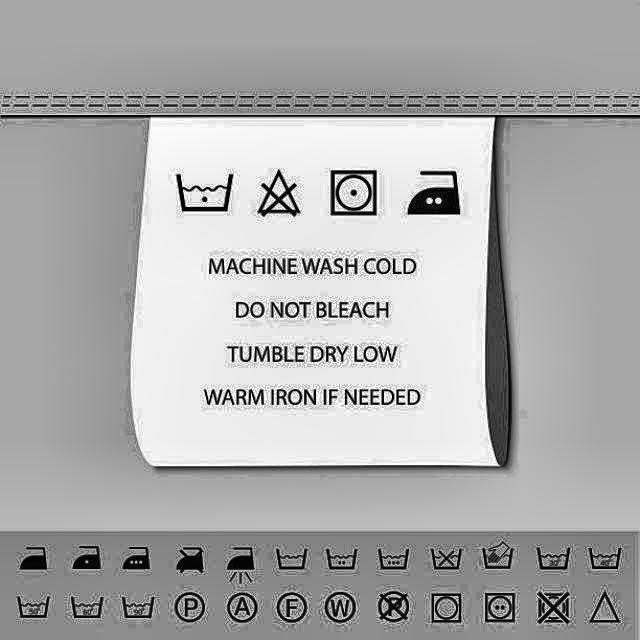 MACHINE WASH COLD
DO NOT BLEACH
TUMBLE DRY LOW
WARM IRON IF NEEDED
P A F W R